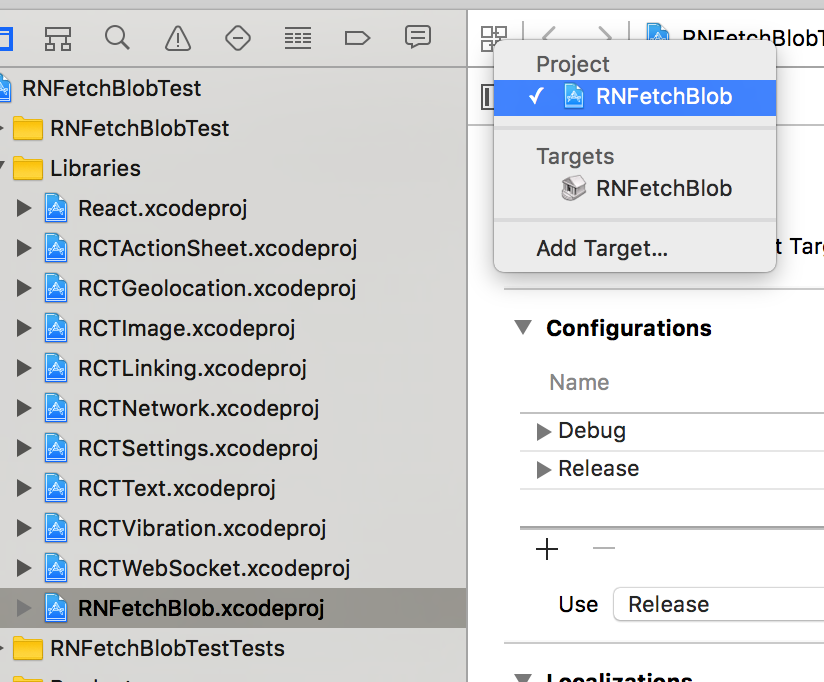 RNFetchBlobTest
RNFetchBlobTest
Libraries
React.xcodeproj
RCTActionSheet.xcodeproj
RCTGeolocation.xcodeproj
RCTImage.xcodeproj
RCTLinking.xcodeproj
RCTNetwork.xcodeproj
RCTSettings.xcodeproj
RCTText.xcodeproj
RCTVibration.xcodeproj
RCTWebSocket.xcodeproj
RNFetchBlob.xcodeproj
RNFetchBlobTestTests
RNFetchBlobT
Project
RNFetchBlob
Targets
RNFetchBlob
Add Target...
Configurations
Name
Debug
Release
Use Release
Localizations